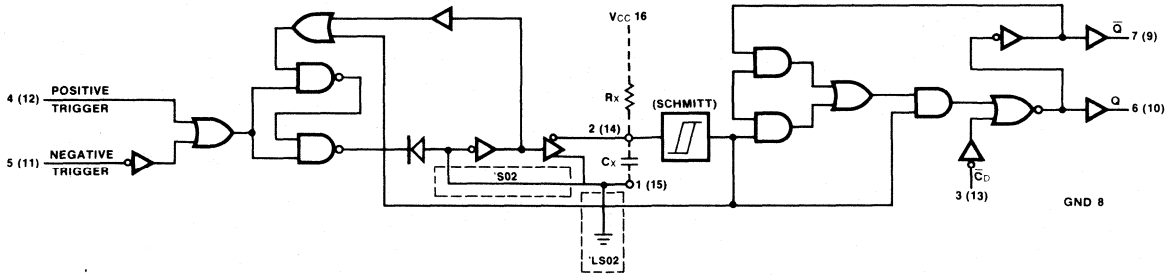 VCC 16
Q̄
7 (9)
POSITIVE
4 (12)
TRIGGER
RX
(SCHMITT)
Q
6 (10)
2 (14)
NEGATIVE
5 (11)
TRIGGER
CX
'S02
1 (15)
C̄D
3 (13)
GND 8
'LS02